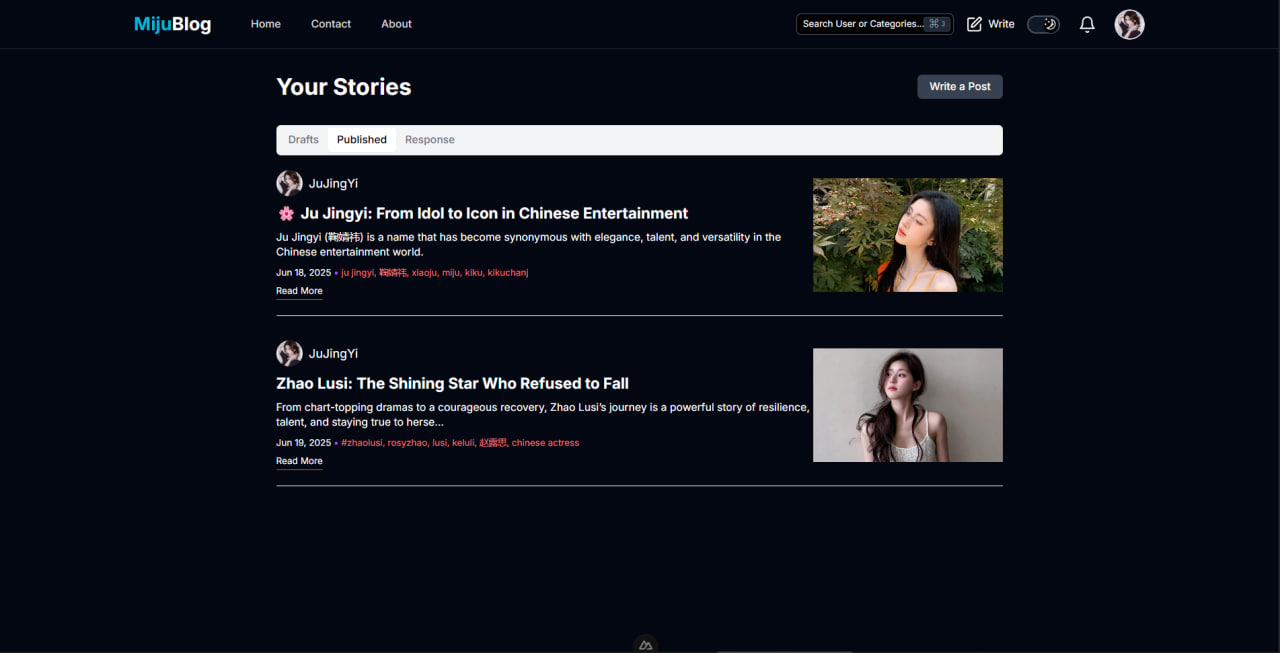 MijuBlog
Home Contact About
Search User or Categories... ⌘ 3
Write
Your Stories
Write a Post
Drafts Published Response
JuJingYi
🌸 Ju Jingyi: From Idol to Icon in Chinese Entertainment
Ju Jingyi (鞠婧祎) is a name that has become synonymous with elegance, talent, and versatility in the
Chinese entertainment world.
Jun 18, 2025 • ju jingyi, 鞠婧祎, xiaoju, miju, kiku, kikuchanj
Read More
JuJingYi
Zhao Lusi: The Shining Star Who Refused to Fall
From chart-topping dramas to a courageous recovery, Zhao Lusi’s journey is a powerful story of resilience,
talent, and staying true to herse...
Jun 19, 2025 • #zhaolusi, rosyzhao, lusi, keluli, 赵露思, chinese actress
Read More